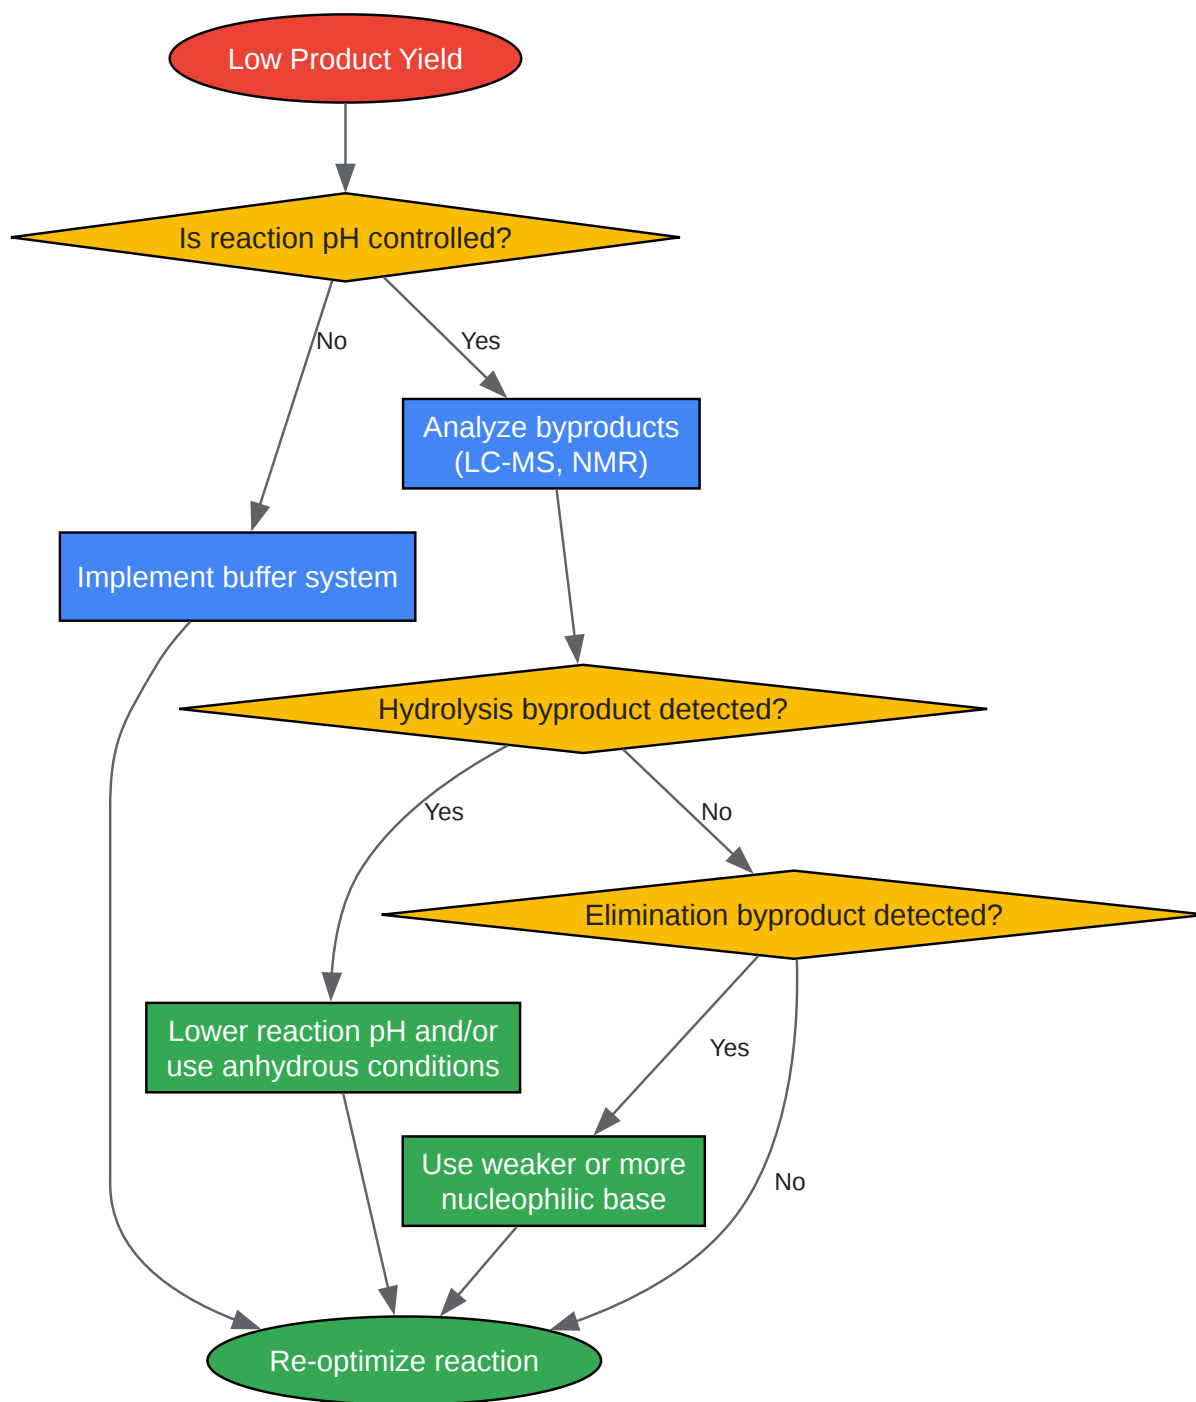 Low Product Yield
Is reaction pH controlled?
No
Yes
Analyze byproducts
(LC-MS, NMR)
Implement buffer system
Hydrolysis byproduct detected?
Yes
No
Elimination byproduct detected?
Lower reaction pH and/or
use anhydrous conditions
Yes
Use weaker or more
nucleophilic base
No
Re-optimize reaction